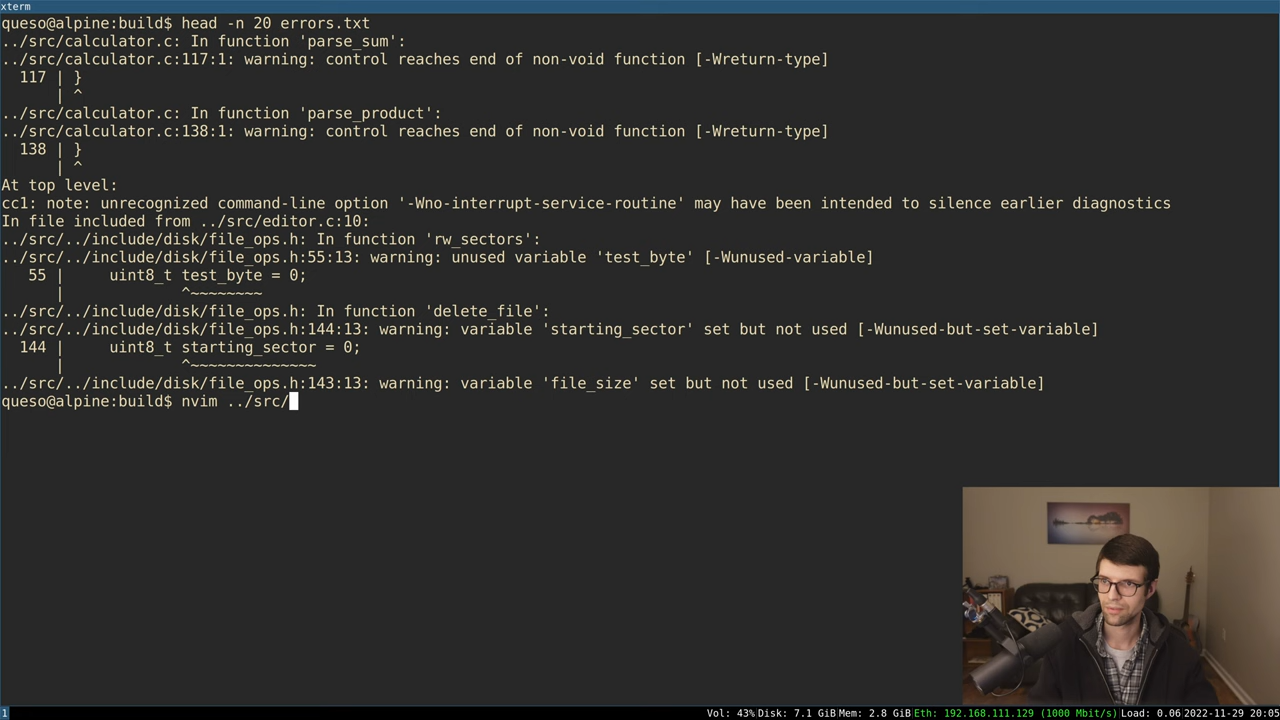 xterm
queso@alpine:build$ head -n 20 errors.txt
../src/calculator.c: In function 'parse_sum':
../src/calculator.c:117:1: warning: control reaches end of non-void function [-Wreturn-type]
  117 | }
      | ^
../src/calculator.c: In function 'parse_product':
../src/calculator.c:138:1: warning: control reaches end of non-void function [-Wreturn-type]
  138 | }
      | ^
At top level:
cc1: note: unrecognized command-line option '-Wno-interrupt-service-routine' may have been intended to silence earlier diagnostics
In file included from ../src/editor.c:10:
../src/../include/disk/file_ops.h: In function 'rw_sectors':
../src/../include/disk/file_ops.h:55:13: warning: unused variable 'test_byte' [-Wunused-variable]
   55 |     uint8_t test_byte = 0;
      |             ^~~~~~~~~
../src/../include/disk/file_ops.h: In function 'delete_file':
../src/../include/disk/file_ops.h:144:13: warning: variable 'starting_sector' set but not used [-Wunused-but-set-variable]
  144 |     uint8_t starting_sector = 0;
      |             ^~~~~~~~~~~~~~~
../src/../include/disk/file_ops.h:143:13: warning: variable 'file_size' set but not used [-Wunused-but-set-variable]
queso@alpine:build$ nvim ../src/
1 Vol: 43% Disk: 7.1 GiB Mem: 2.8 GiB Eth: 192.168.111.129 (1000 Mbit/s) Load: 0.06 2022-11-29 20:05